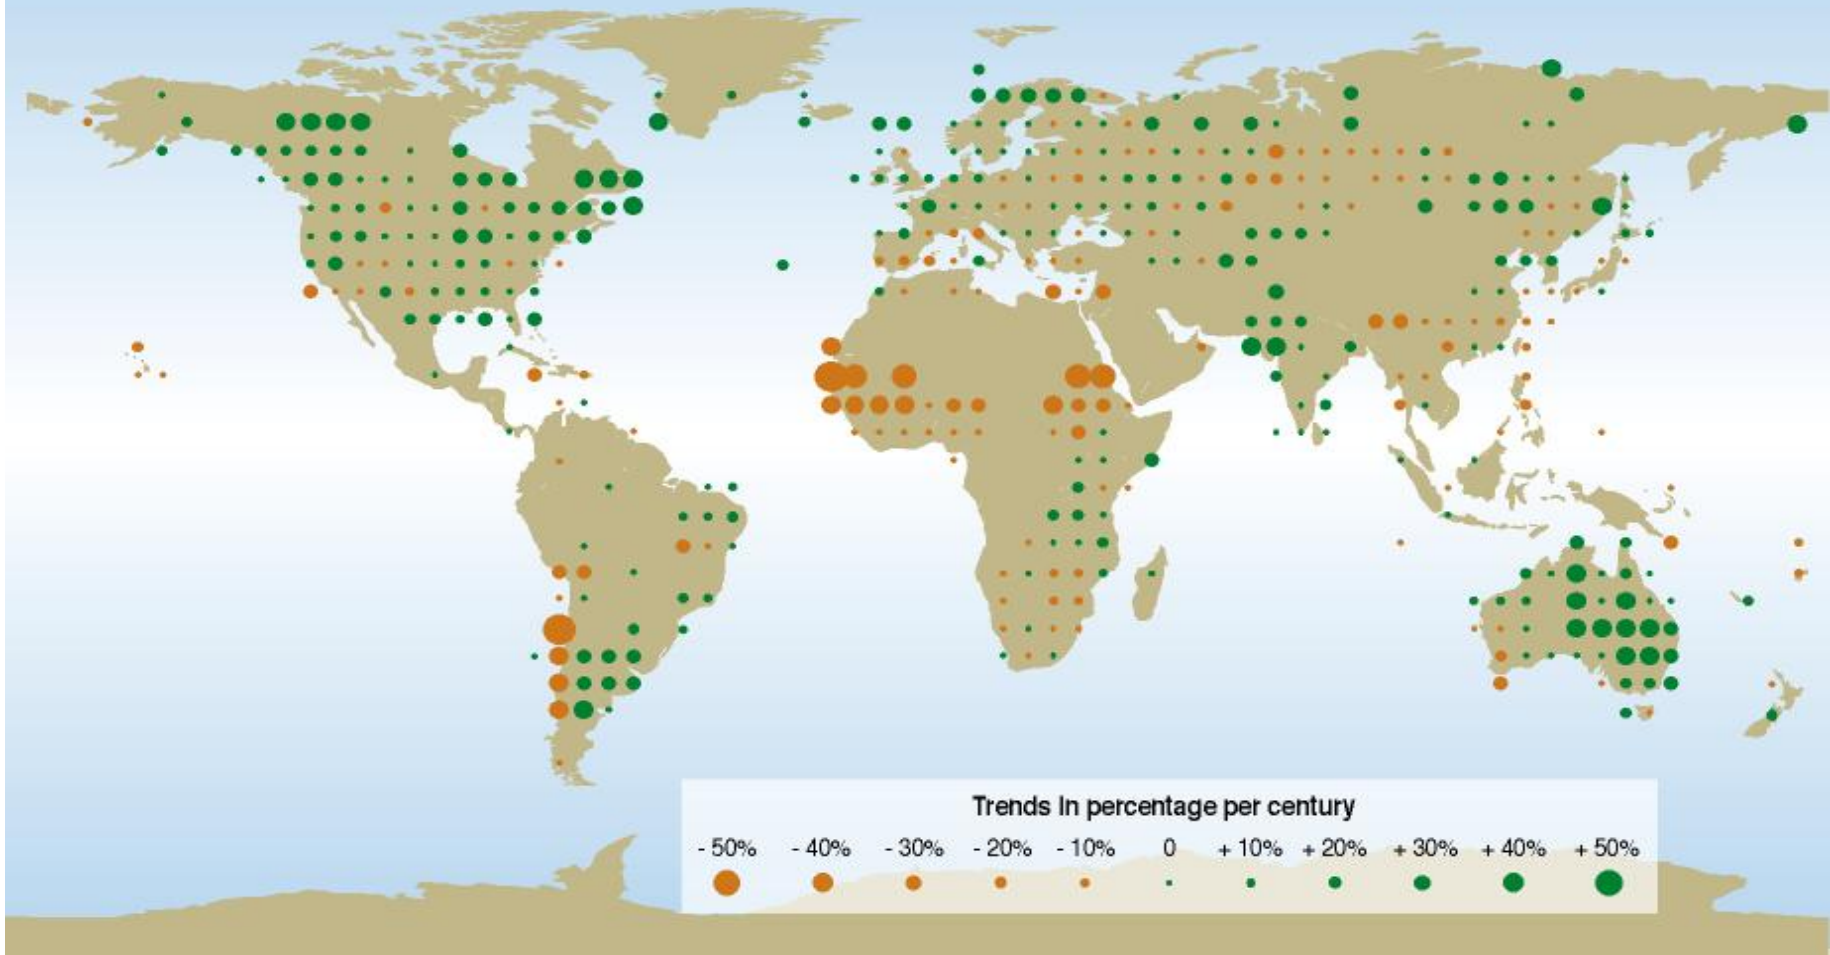 Trends in percentage per century
- 50% - 40% - 30% - 20% - 10% 0 + 10% + 20% + 30% + 40% + 50%